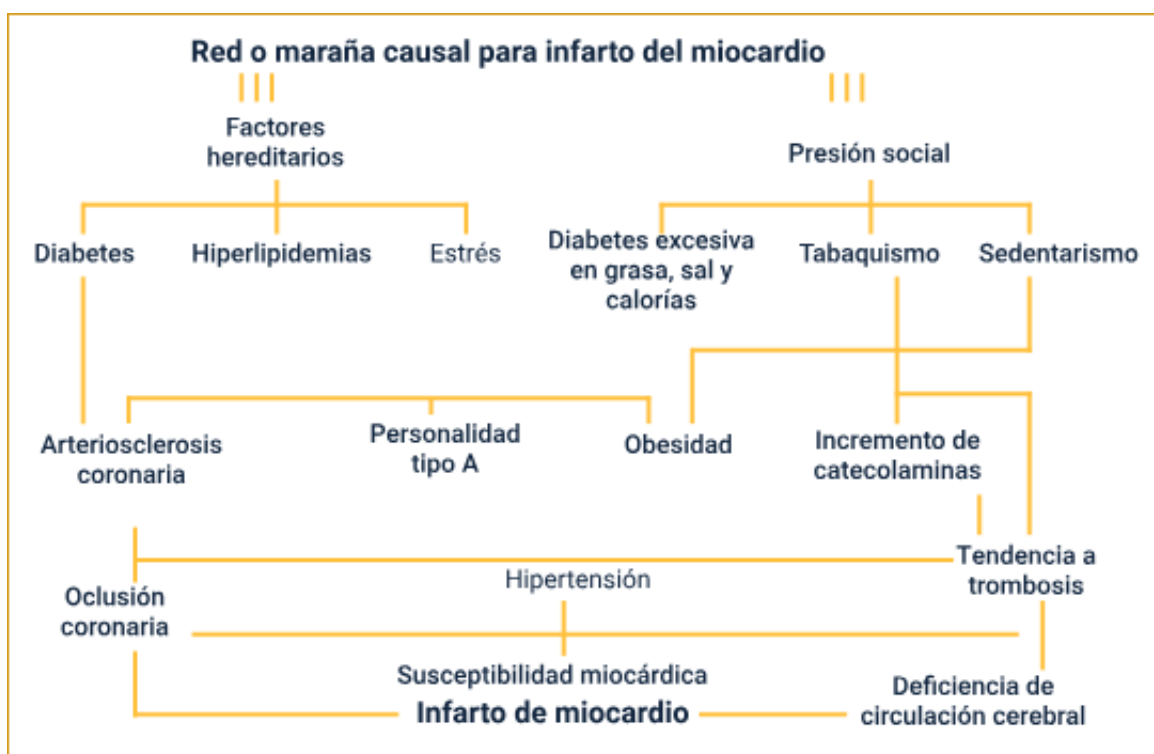 Red o maraña causal para infarto del miocardio
Factores
hereditarios
Presión social
Diabetes
Hiperlipidemias
Estrés
Diabetes excesiva
en grasa, sal y
calorías
Tabaquismo
Sedentarismo
Arteriosclerosis
coronaria
Personalidad
tipo A
Obesidad
Incremento de
catecolaminas
Hipertensión
Tendencia a
trombosis
Oclusión
coronaria
Susceptibilidad miocárdica
Infarto de miocardio
Deficiencia de
circulación cerebral